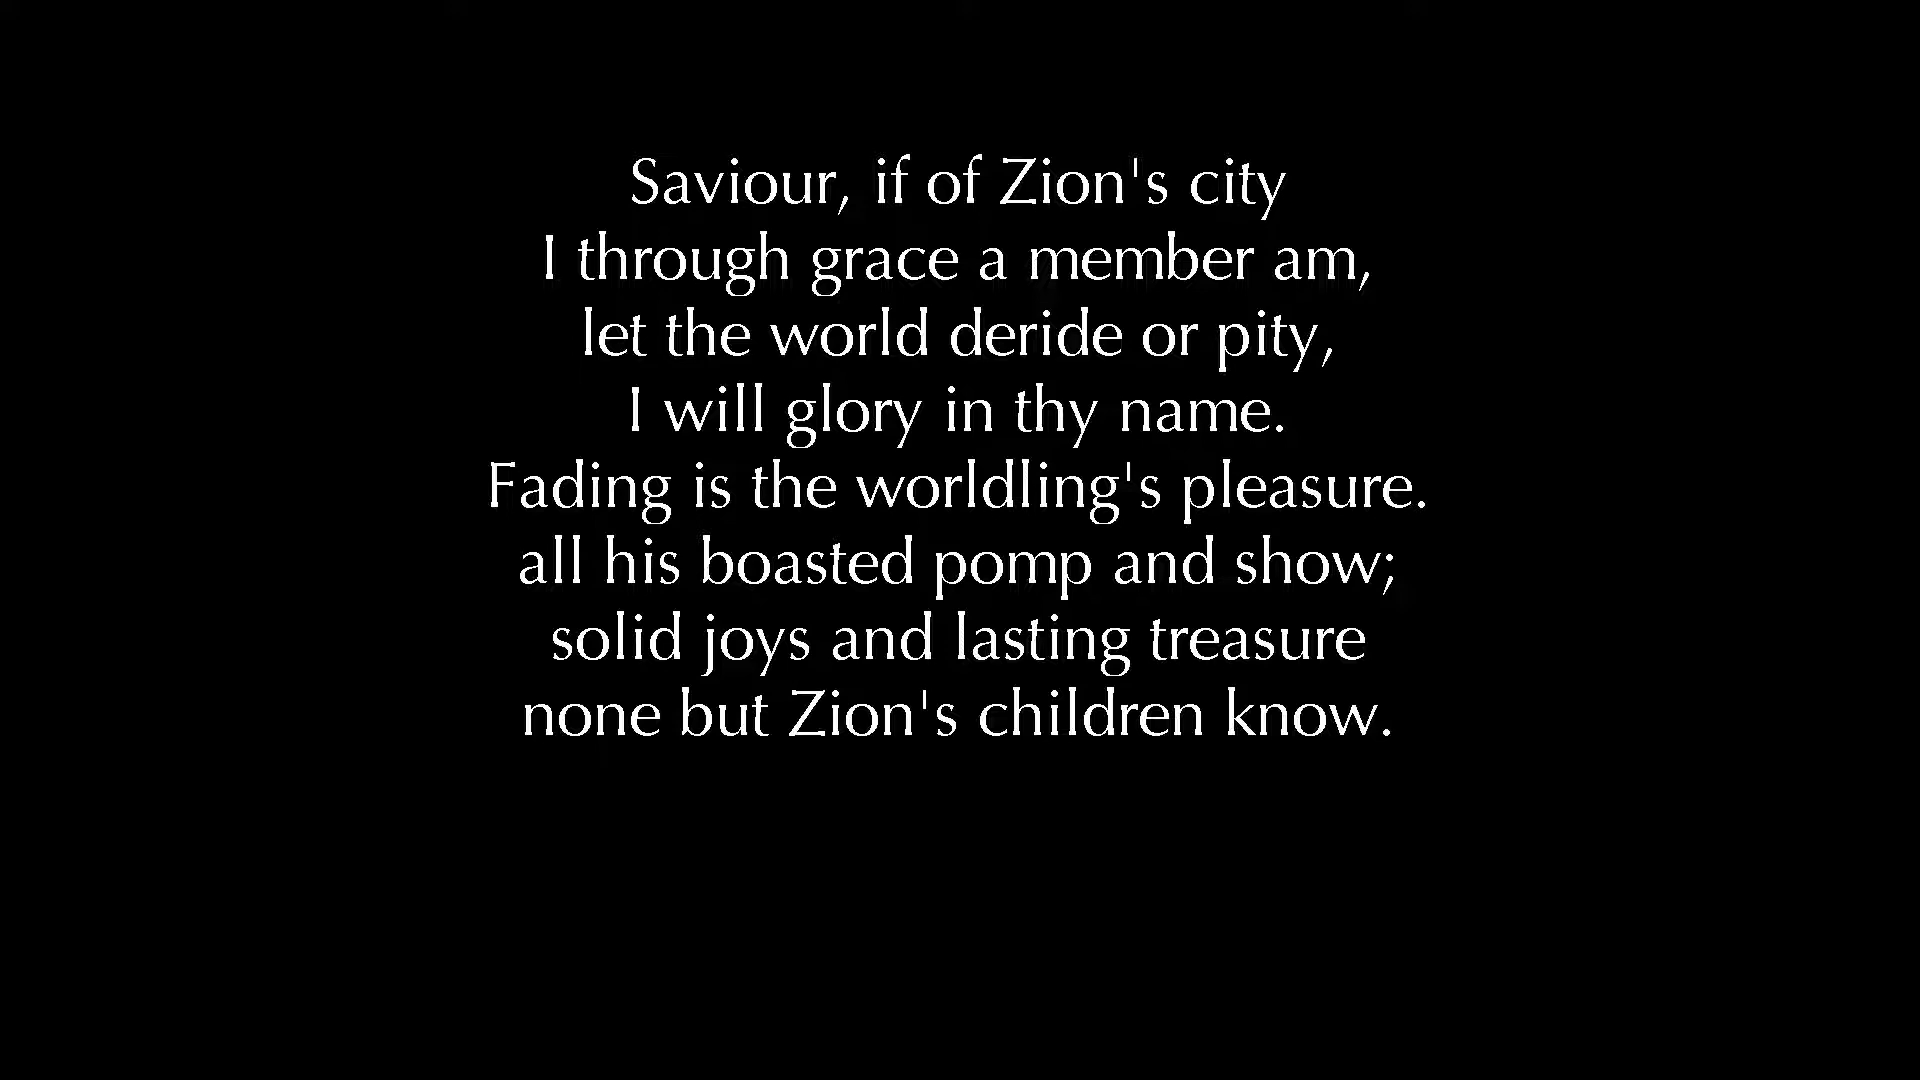 Saviour, if of Zion's city
I through grace a member am,
let the world deride or pity,
I will glory in thy name.
Fading is the worldling's pleasure.
all his boasted pomp and show;
solid joys and lasting treasure
none but Zion's children know.